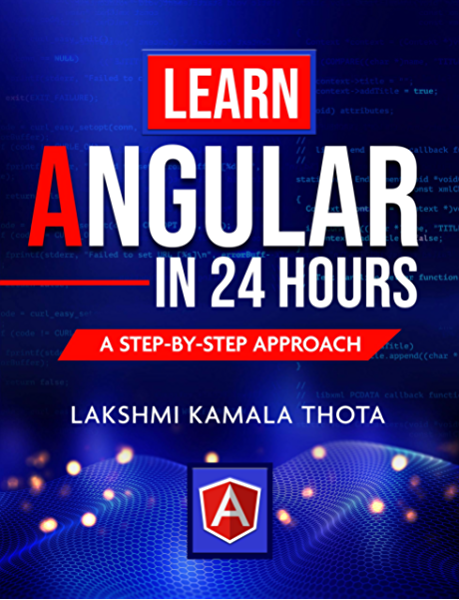 LEARN
ANGULAR
IN 24 HOURS
A STEP-BY-STEP APPROACH
LAKSHMI KAMALA THOTA
A